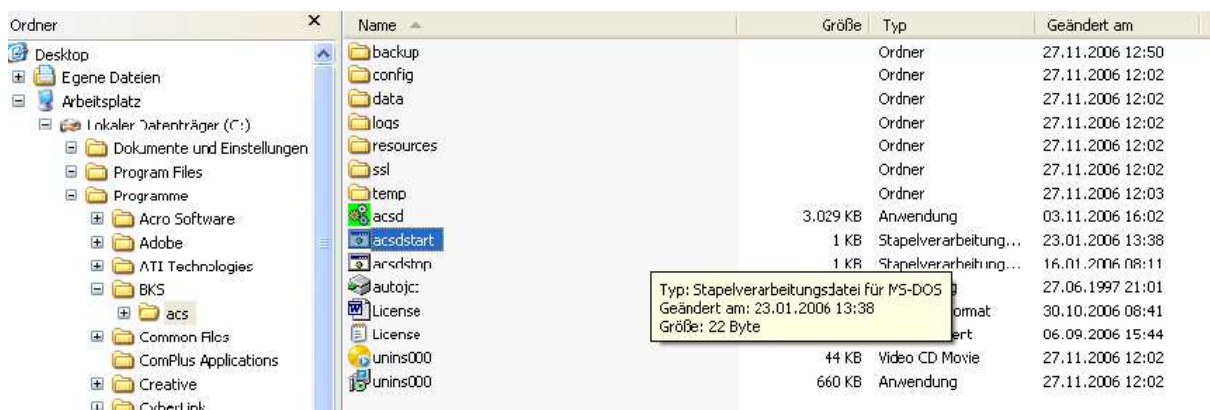 Ordner X
Desktop
Eigene Dateien
Arbeitsplatz
Lokaler Datenträger (C:)
Dokumente und Einstellungen
Program Files
Programme
Acro Software
Adobe
ATI Technologies
BKS
acs
Common Files
ComPlus Applications
Creative
CyberLink
Name Größe Typ Geändert am
backup Ordner 27.11.2006 12:50
config Ordner 27.11.2006 12:02
data Ordner 27.11.2006 12:02
logs Ordner 27.11.2006 12:02
resources Ordner 27.11.2006 12:02
ssl Ordner 27.11.2006 12:02
temp Ordner 27.11.2006 12:03
acsd 3.029 KB Anwendung 03.11.2006 16:02
acsdstart 1 KB Stapelverarbeitung... 23.01.2006 13:38
acsdstop 1 KB Stapelverarbeitung... 16.01.2006 08:11
27.06.1997 21:01
License ormat 30.10.2006 08:41
License ert 06.09.2006 15:44
unins000 44 KB Video CD Movie 27.11.2006 12:02
unins000 660 KB Anwendung 27.11.2006 12:02
Typ: Stapelverarbeitungsdatei für MS-DOS
Geändert am: 23.01.2006 13:38
Größe: 22 Byte